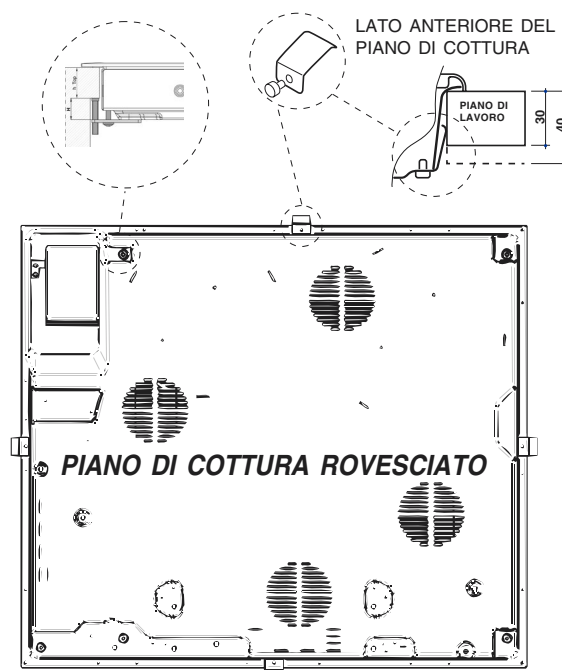 LATO ANTERIORE DEL
PIANO DI COTTURA
PIANO DI
LAVORO
30
40
PIANO DI COTTURA ROVESCIATO